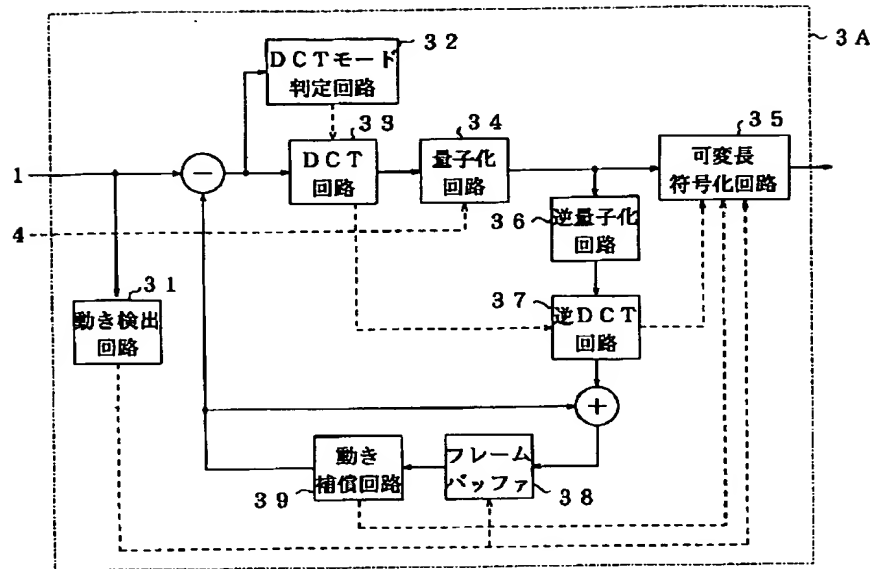 3A
32
DCTモード
判定回路
33
DCT
回路
34
量子化
回路
35
可変長
符号化回路
1
−
4
36
逆量子化
回路
31
動き検出
回路
37
逆DCT
回路
+
動き
補償回路
39
フレーム
バッファ
38